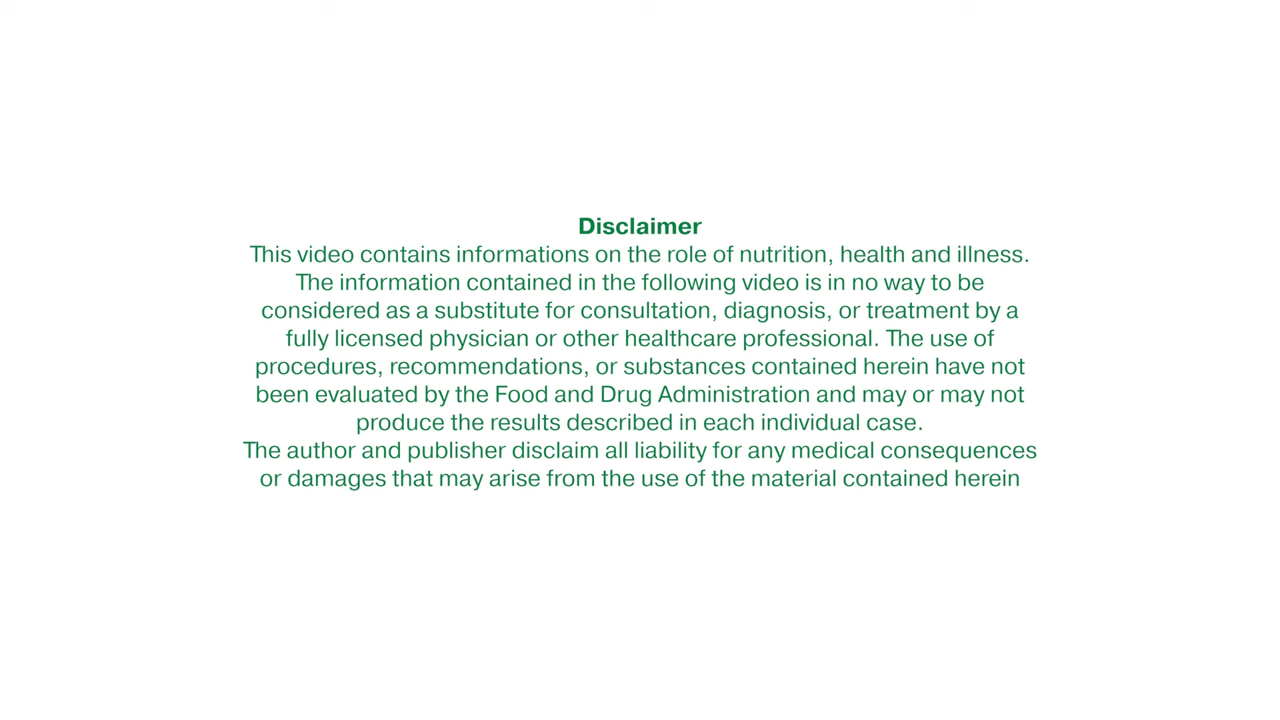 Disclaimer
This video contains informations on the role of nutrition, health and illness.
The information contained in the following video is in no way to be
considered as a substitute for consultation, diagnosis, or treatment by a
fully licensed physician or other healthcare professional. The use of
procedures, recommendations, or substances contained herein have not
been evaluated by the Food and Drug Administration and may or may not
produce the results described in each individual case.
The author and publisher disclaim all liability for any medical consequences
or damages that may arise from the use of the material contained herein